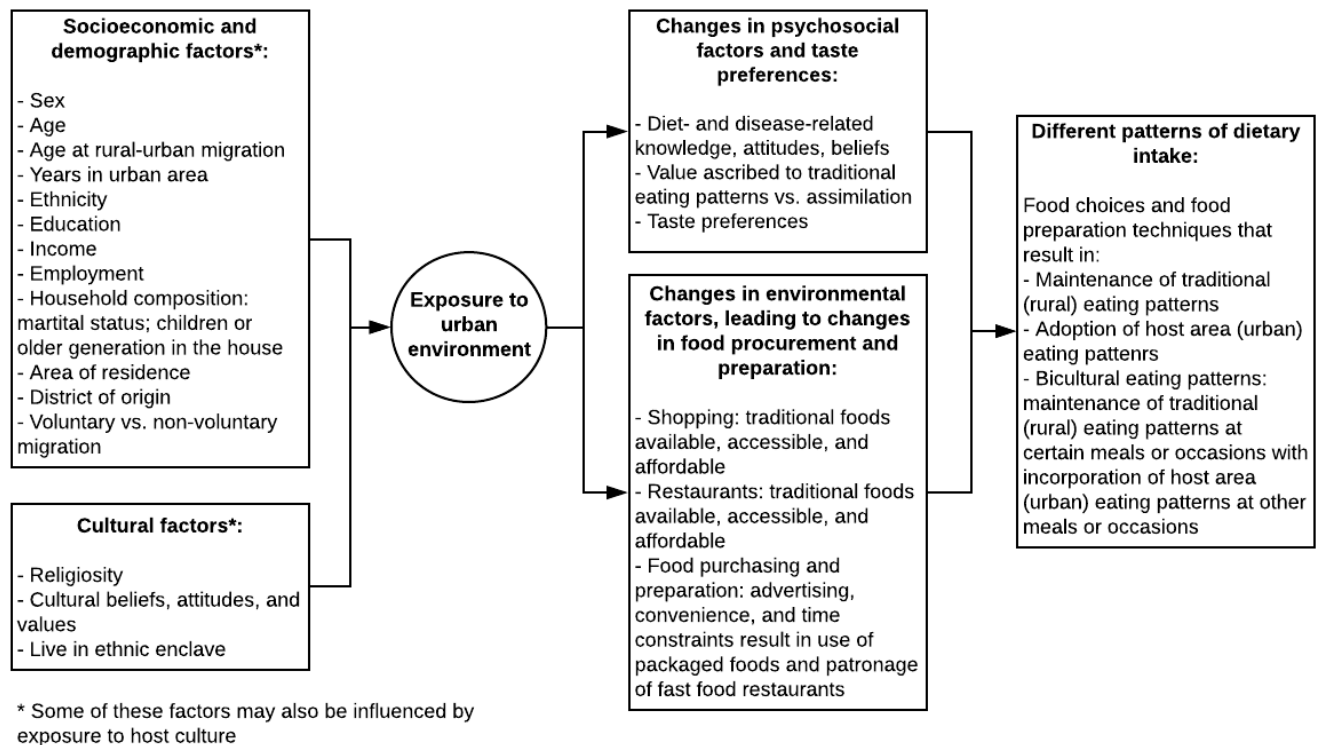 Socioeconomic and
demographic factors*:
- Sex
- Age
- Age at rural-urban migration
- Years in urban area
- Ethnicity
- Education
- Income
- Employment
- Household composition:
martital status; children or
older generation in the house
- Area of residence
- District of origin
- Voluntary vs. non-voluntary
migration
Cultural factors*:
- Religiosity
- Cultural beliefs, attitudes, and
values
- Live in ethnic enclave
* Some of these factors may also be influenced by
exposure to host culture
Exposure to
urban
environment
Changes in psychosocial
factors and taste
preferences:
- Diet- and disease-related
knowledge, attitudes, beliefs
- Value ascribed to traditional
eating patterns vs. assimilation
- Taste preferences
Changes in environmental
factors, leading to changes
in food procurement and
preparation:
- Shopping: traditional foods
available, accessible, and
affordable
- Restaurants: traditional foods
available, accessible, and
affordable
- Food purchasing and
preparation: advertising,
convenience, and time
constraints result in use of
packaged foods and patronage
of fast food restaurants
Different patterns of dietary
intake:
Food choices and food
preparation techniques that
result in:
- Maintenance of traditional
(rural) eating patterns
- Adoption of host area (urban)
eating pattenrs
- Bicultural eating patterns:
maintenance of traditional
(rural) eating patterns at
certain meals or occasions with
incorporation of host area
(urban) eating patterns at other
meals or occasions